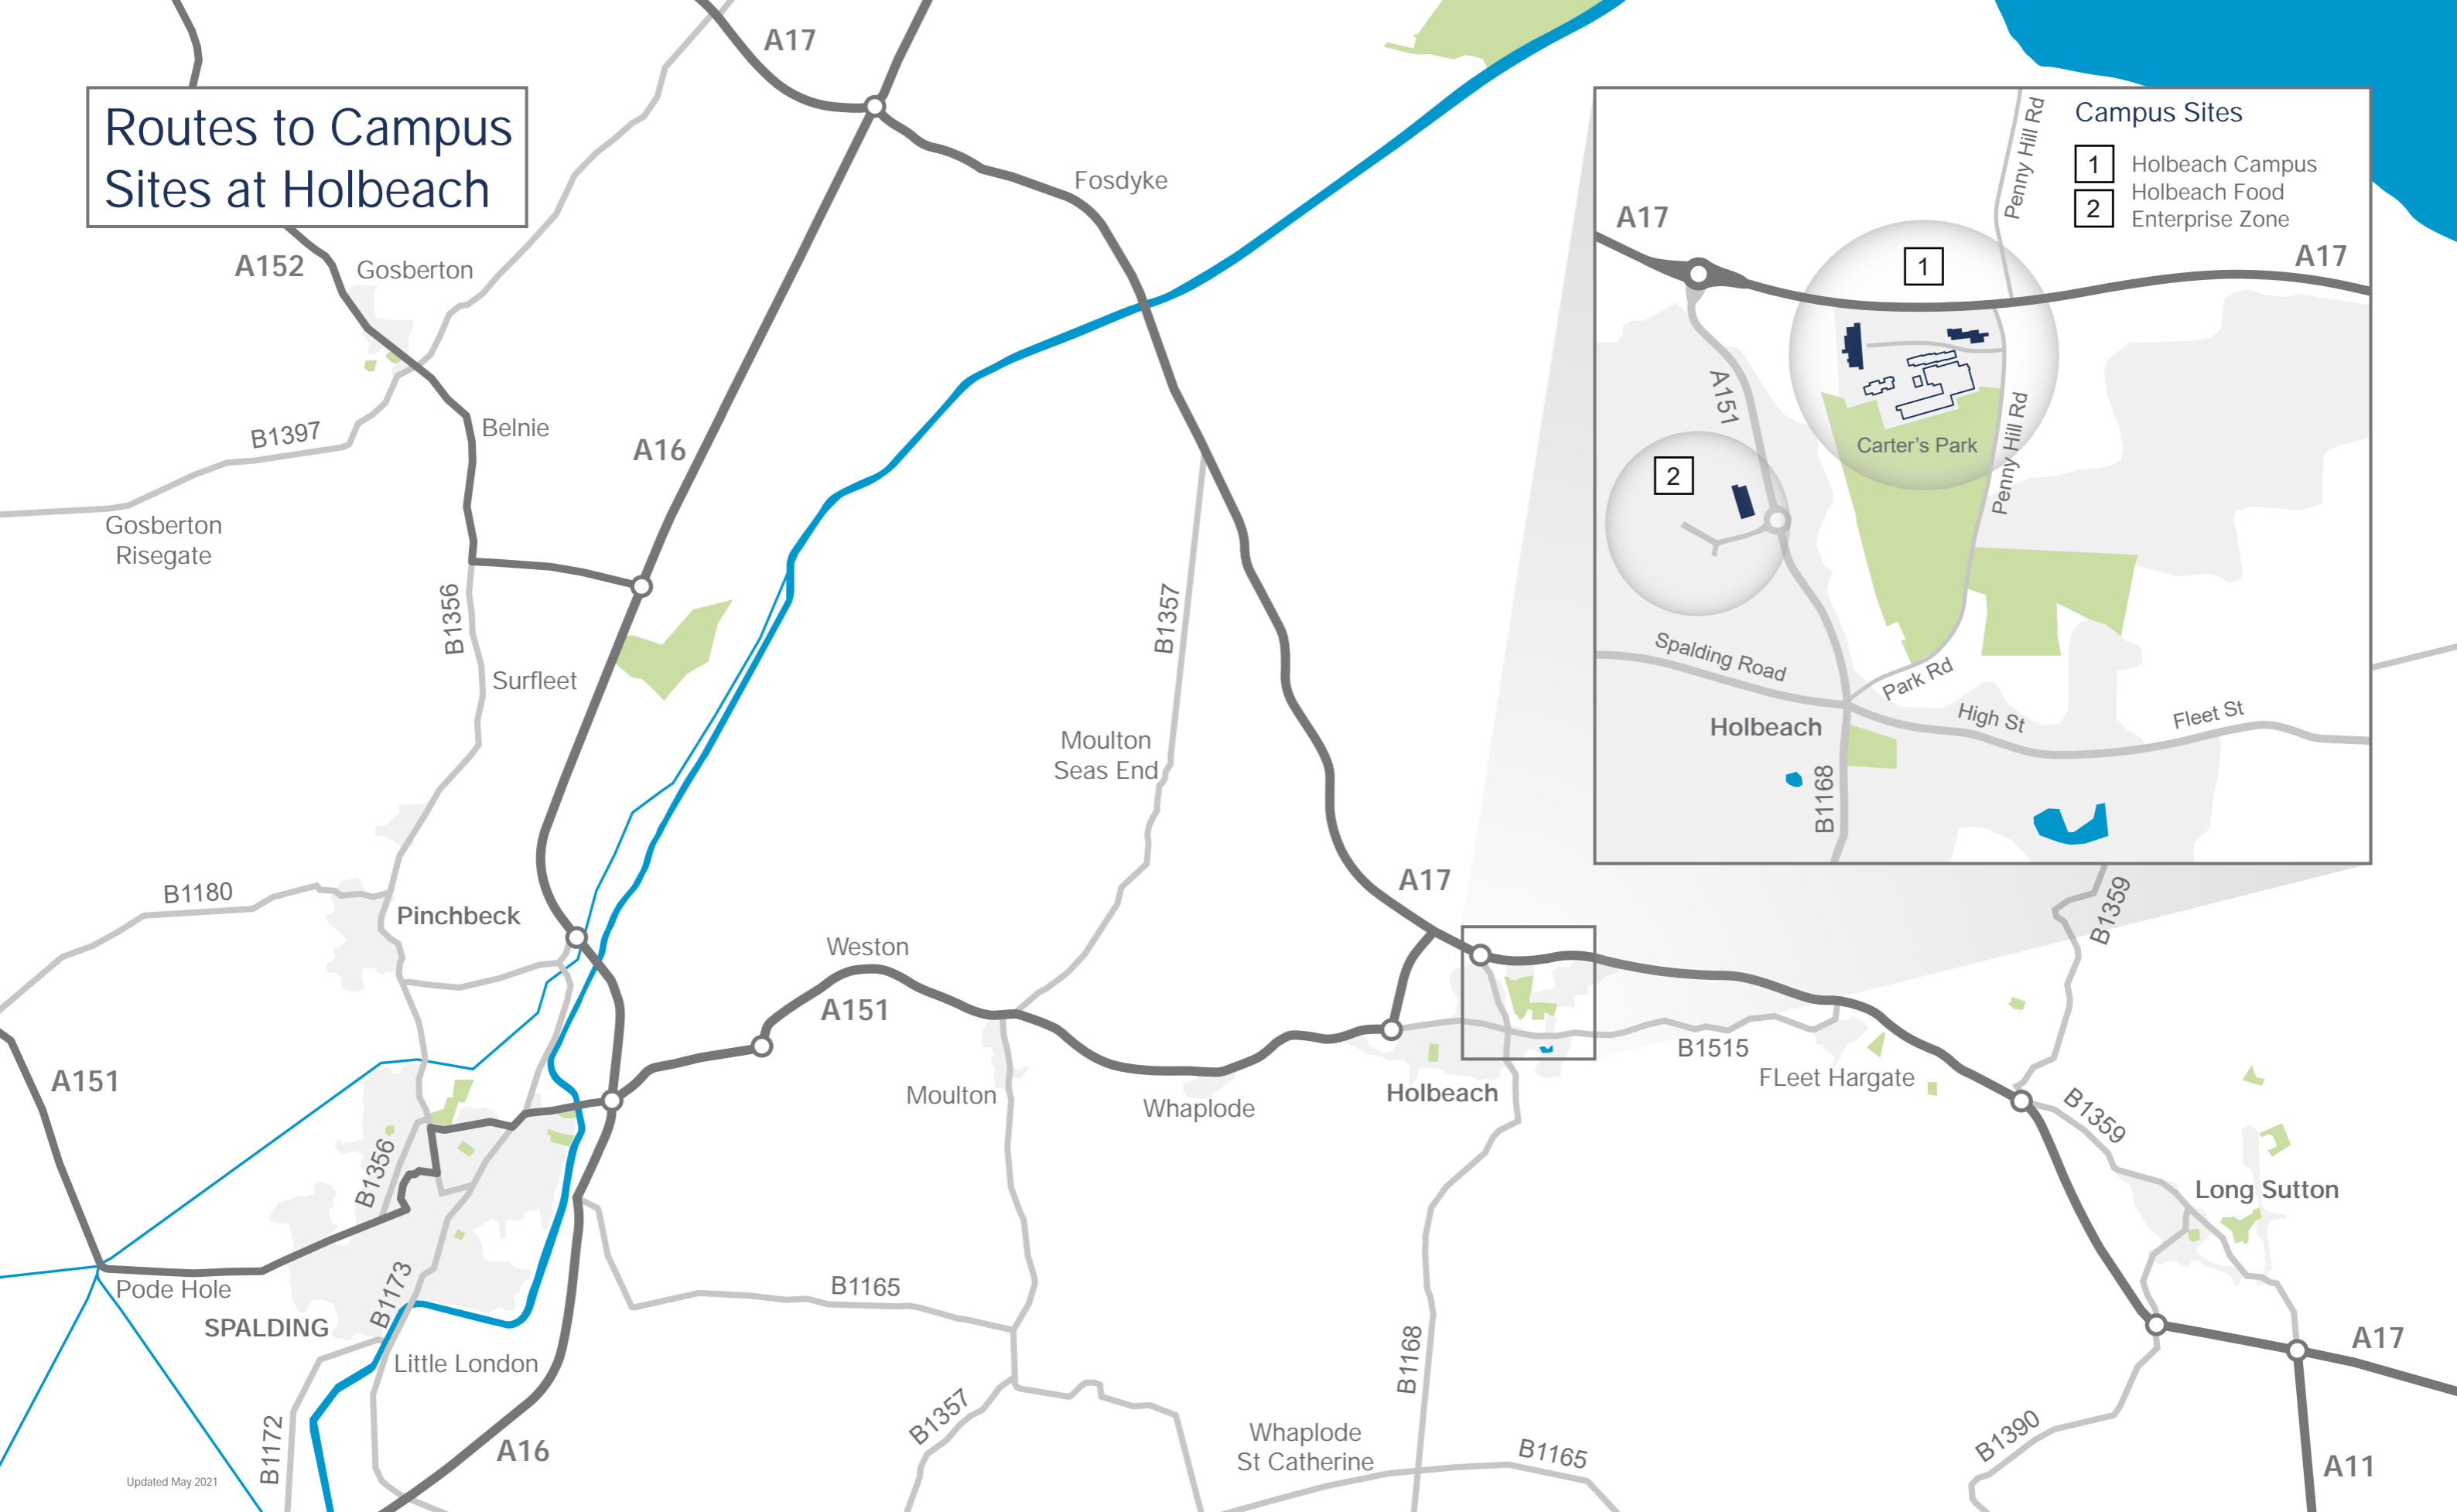 Routes to Campus
Sites at Holbeach
A17
Fosdyke
A152
Gosberton
B1397
Belnie
A16
Gosberton
Risegate
B1356
Surfleet
B1357
Moulton
Seas End
B1180
Pinchbeck
Weston
A151
A17
A151
Moulton
Whaplode
Holbeach
B1515
FLeet Hargate
B1359
B1359
Long Sutton
B1356
Pode Hole
B1173
SPALDING
Little London
B1165
B1172
A16
B1357
B1168
Whaplode
St Catherine
B1165
B1390
A17
A11
Updated May 2021
Campus Sites
1 Holbeach Campus
2 Holbeach Food
Enterprise Zone
Penny Hill Rd
A17
A17
1
A151
Carter's Park
Penny Hill Rd
2
Spalding Road
Park Rd
Holbeach
High St
Fleet St
B1168